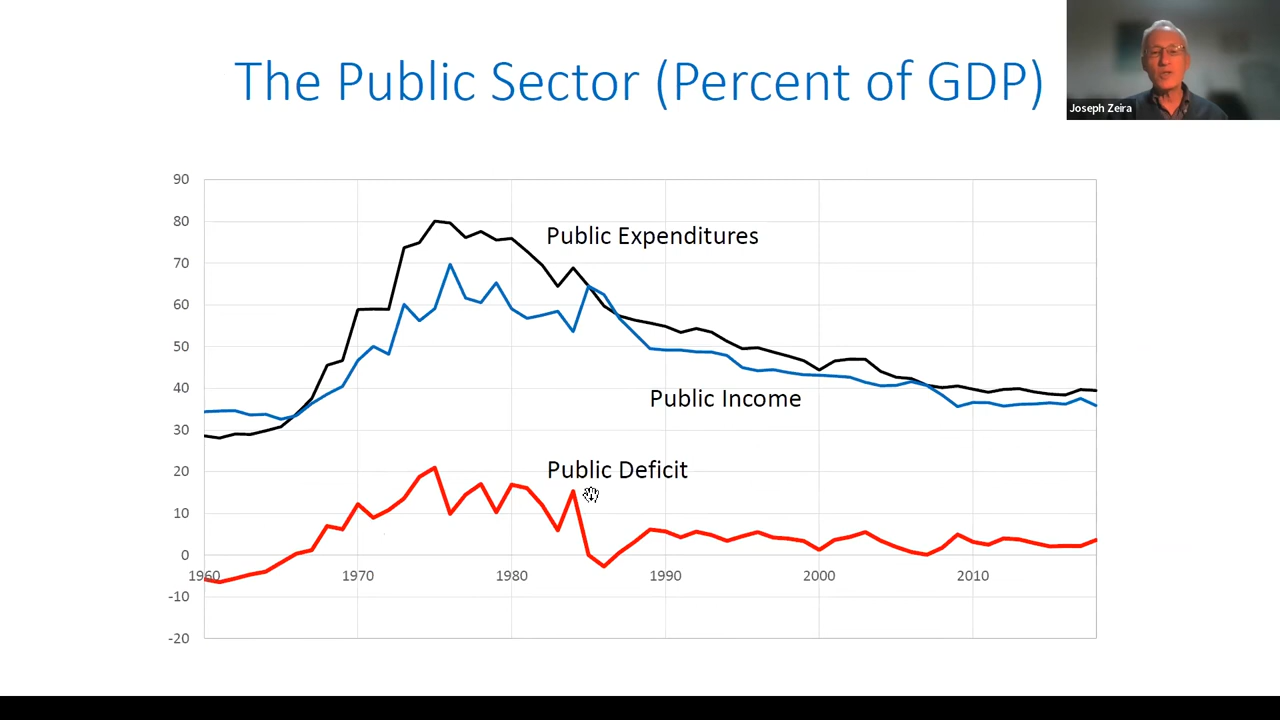 The Public Sector (Percent of GDP)
Joseph Zeira
90
80
Public Expenditures
70
60
50
40
Public Income
30
20
Public Deficit
10
0
1960 1970 1980 1990 2000 2010
-10
-20